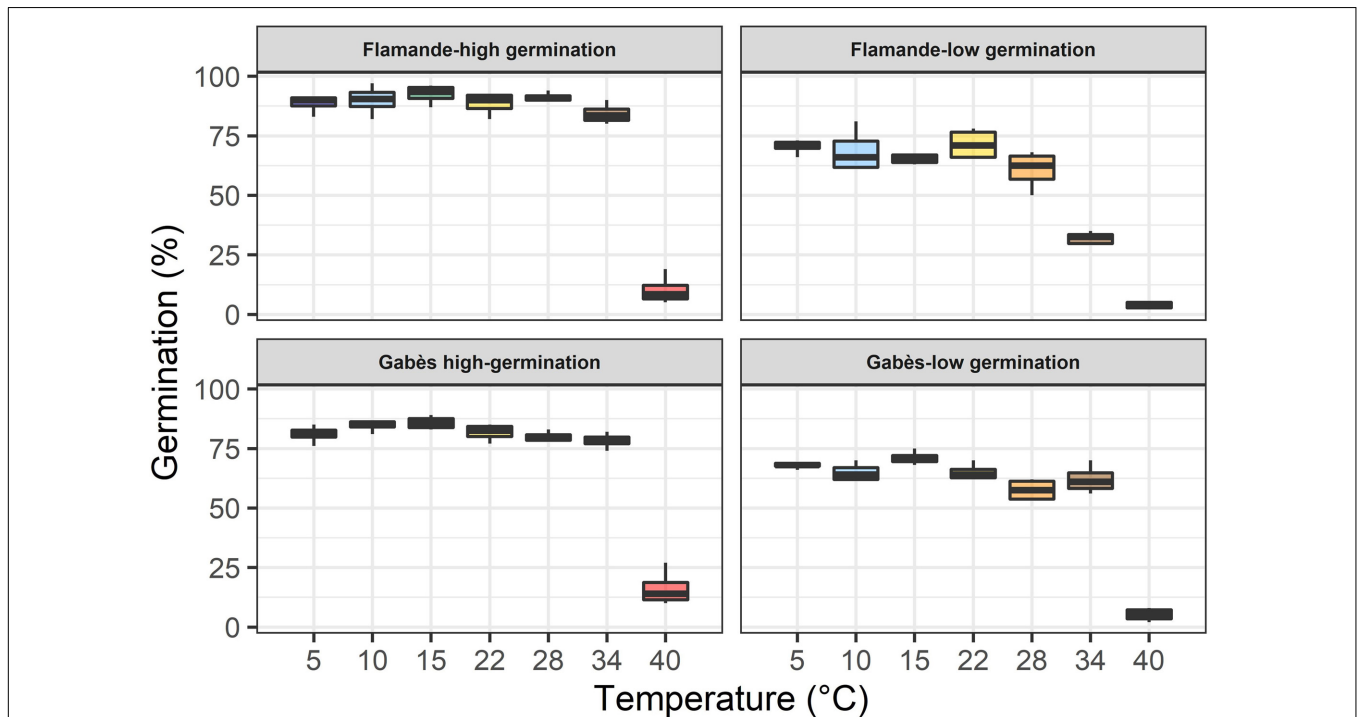 Flamande-high germination
Flamande-low germination
100
75
50
25
0
Gabès high-germination
Gabès-low germination
100
75
50
25
0
Germination (%)
5 10 15 22 28 34 40
5 10 15 22 28 34 40
Temperature (°C)